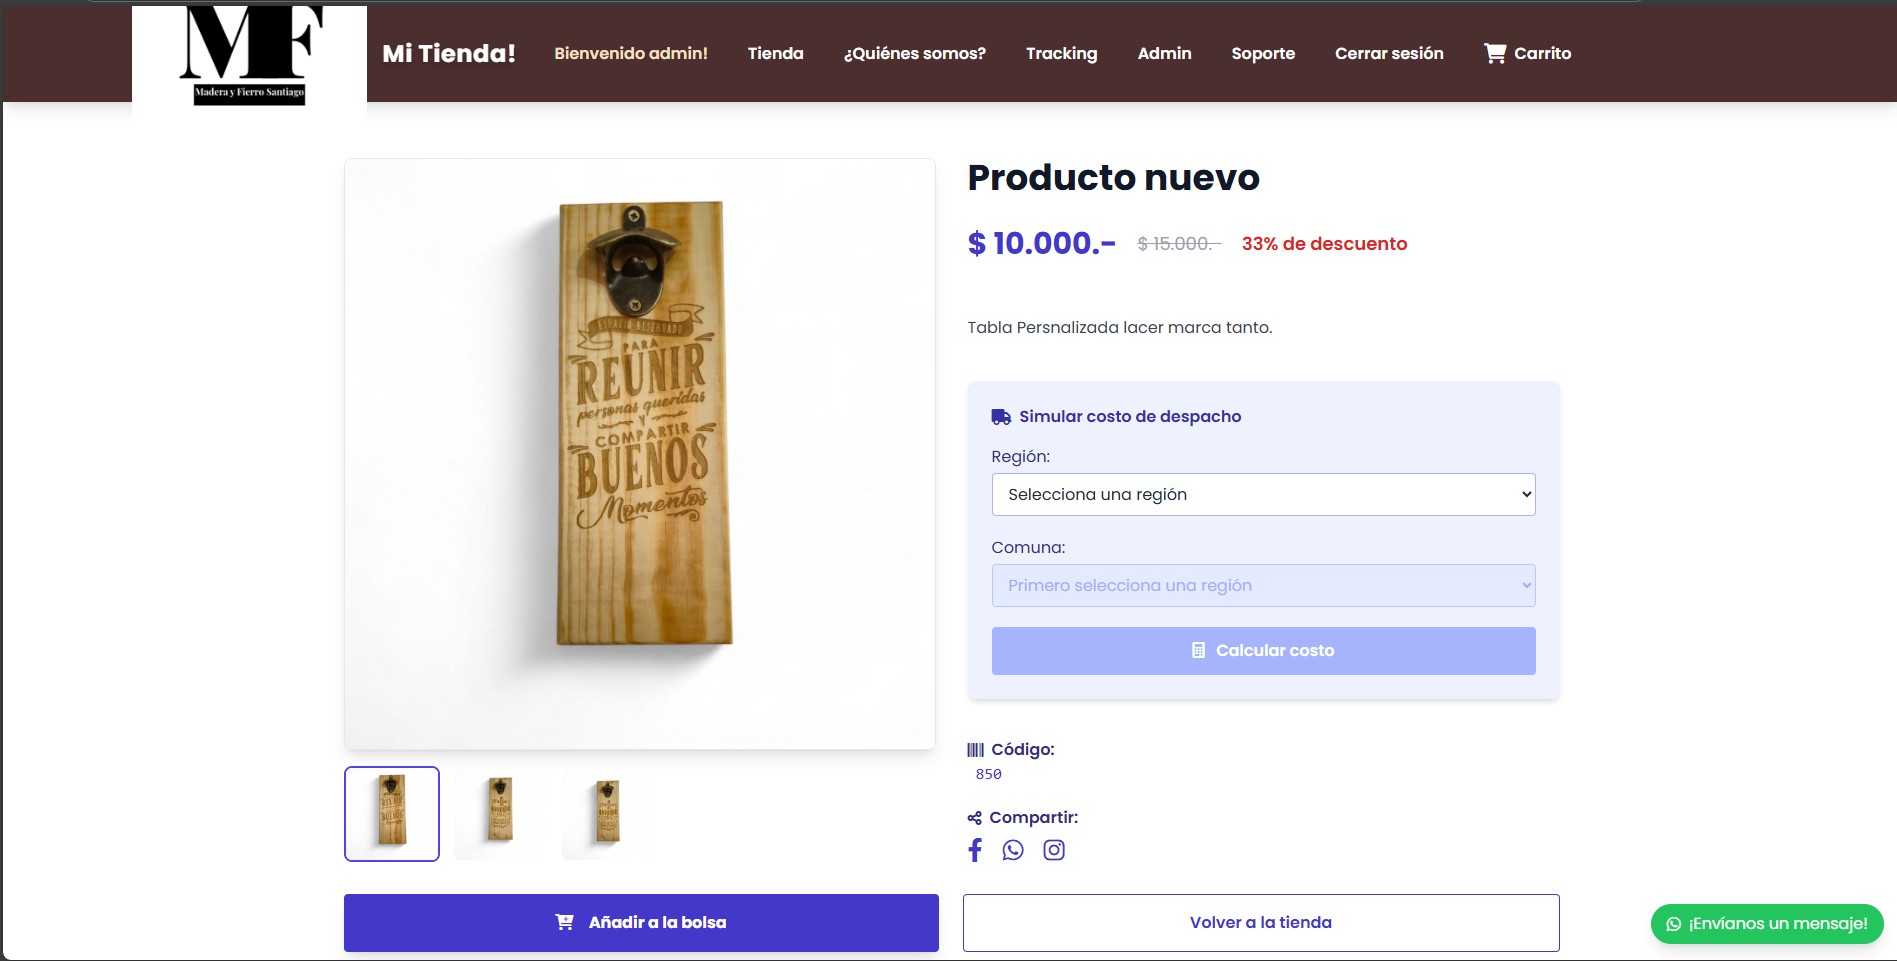 MF
Madera y Fierro Santiago
Mi Tienda!
Bienvenido admin!
Tienda
¿Quiénes somos?
Tracking
Admin
Soporte
Cerrar sesión
Carrito
ESPACIO RESERVADO
PARA
REUNIR
personas queridas
Y
COMPARTIR
BUENOS
Momentos
Producto nuevo
$ 10.000.- $ 15.000.- 33% de descuento
Tabla Persnalizada lacer marca tanto.
Simular costo de despacho
Región:
Selecciona una región
Comuna:
Primero selecciona una región
Calcular costo
Código:
850
Compartir:
Añadir a la bolsa
Volver a la tienda
¡Envíanos un mensaje!